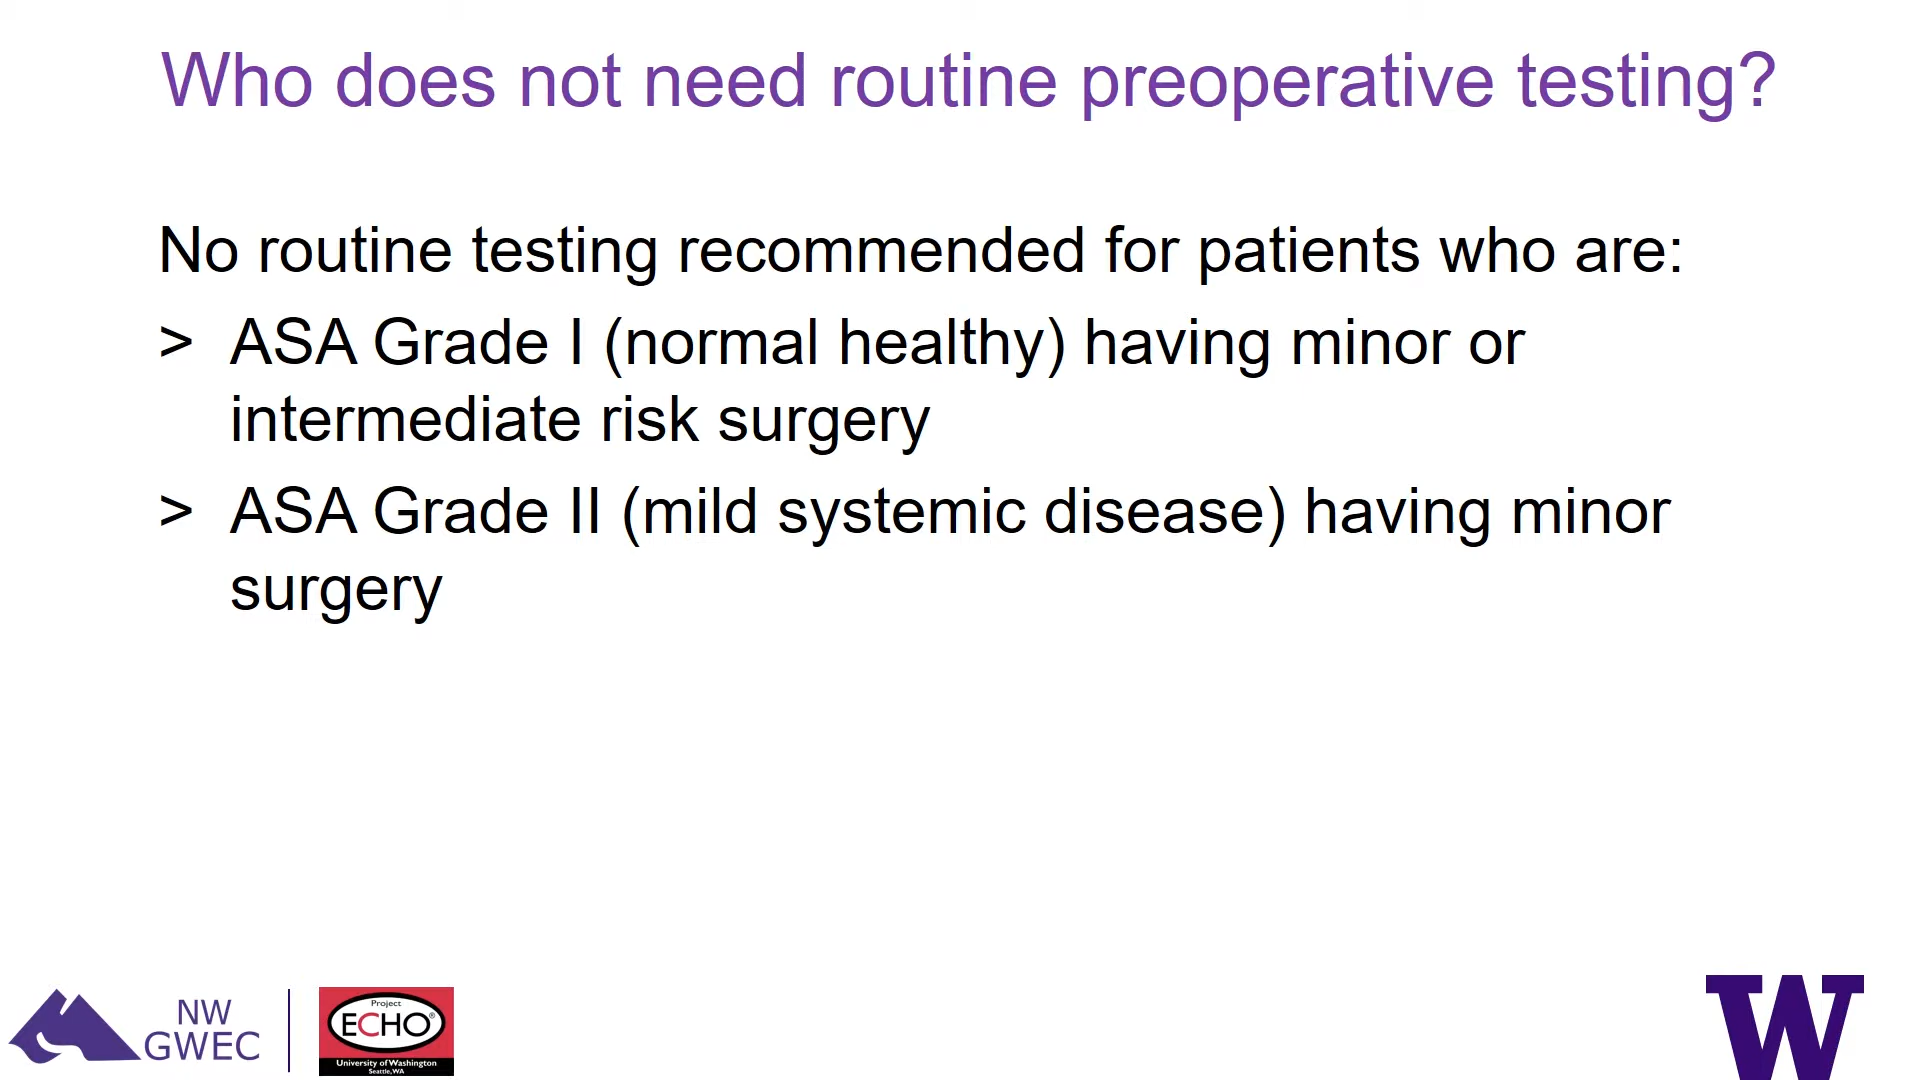 Who does not need routine preoperative testing?
No routine testing recommended for patients who are:
> ASA Grade I (normal healthy) having minor or
intermediate risk surgery
> ASA Grade II (mild systemic disease) having minor
surgery
NW
GWEC
Project
ECHO®
University of Washington
Seattle, WA
W